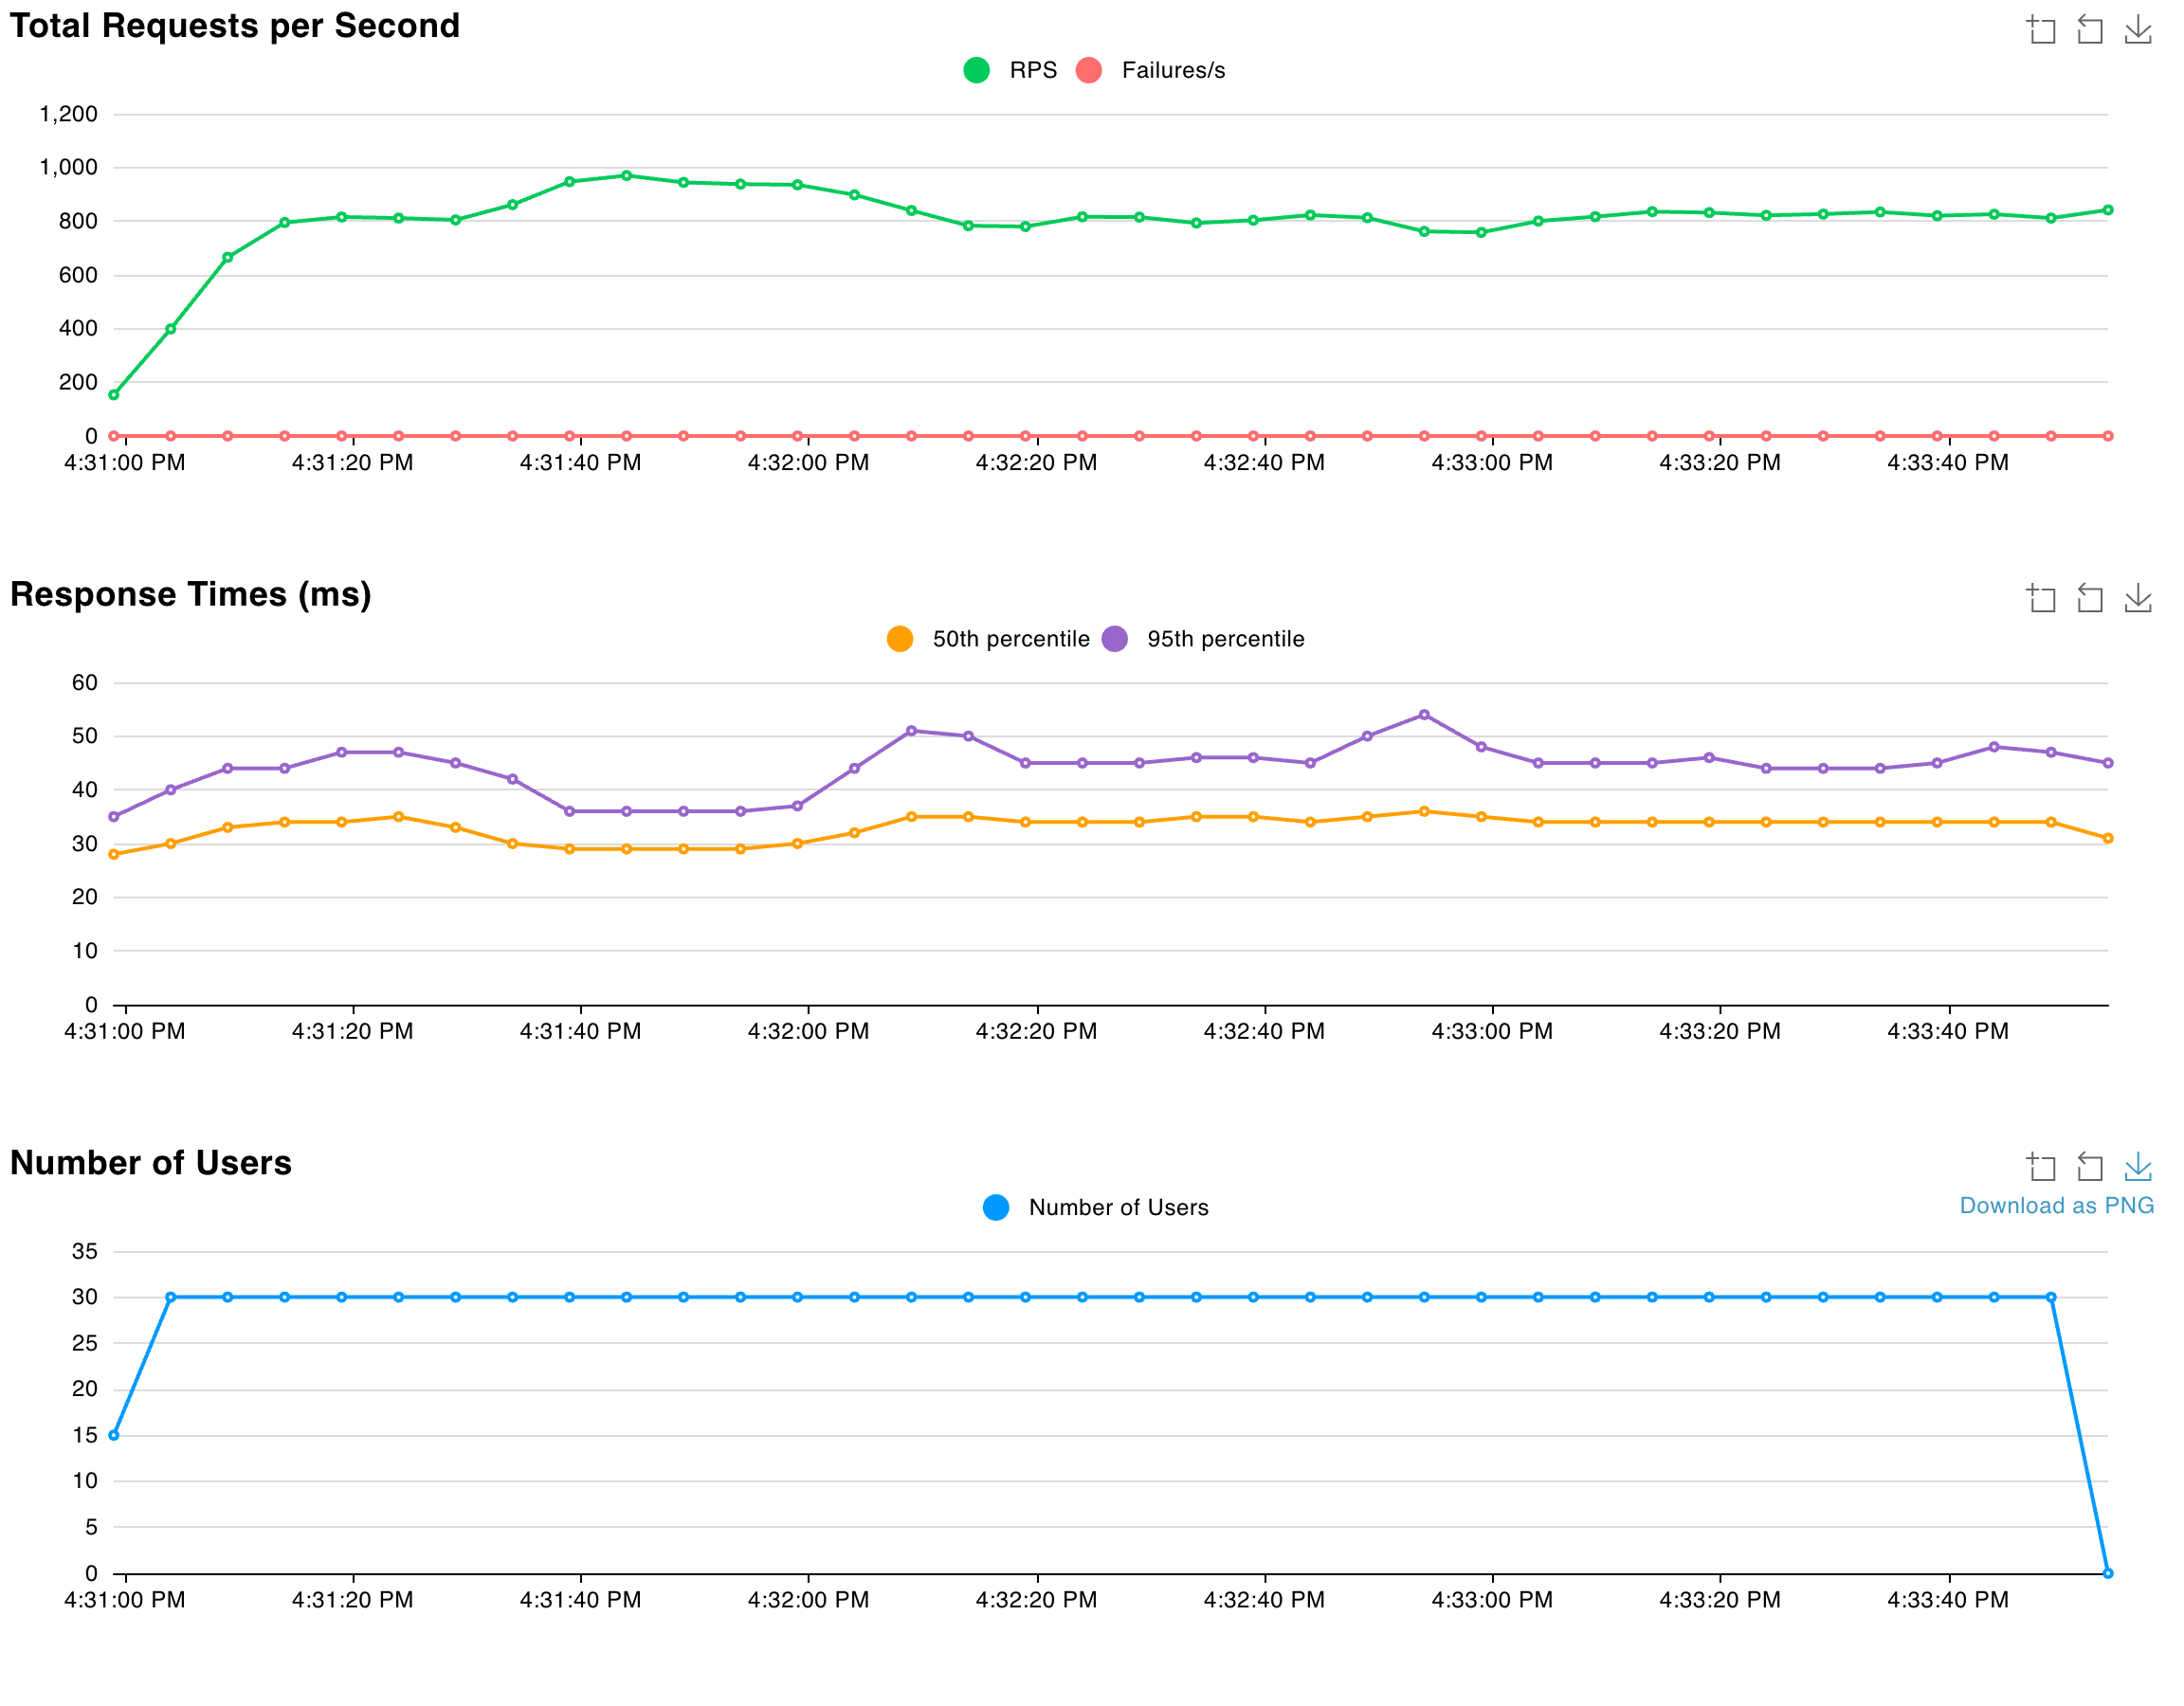 Total Requests per Second
RPS Failures/s
1,200
1,000
800
600
400
200
0
4:31:00 PM 4:31:20 PM 4:31:40 PM 4:32:00 PM 4:32:20 PM 4:32:40 PM 4:33:00 PM 4:33:20 PM 4:33:40 PM
Response Times (ms)
50th percentile 95th percentile
60
50
40
30
20
10
0
4:31:00 PM 4:31:20 PM 4:31:40 PM 4:32:00 PM 4:32:20 PM 4:32:40 PM 4:33:00 PM 4:33:20 PM 4:33:40 PM
Number of Users
Download as PNG
Number of Users
35
30
25
20
15
10
5
0
4:31:00 PM 4:31:20 PM 4:31:40 PM 4:32:00 PM 4:32:20 PM 4:32:40 PM 4:33:00 PM 4:33:20 PM 4:33:40 PM